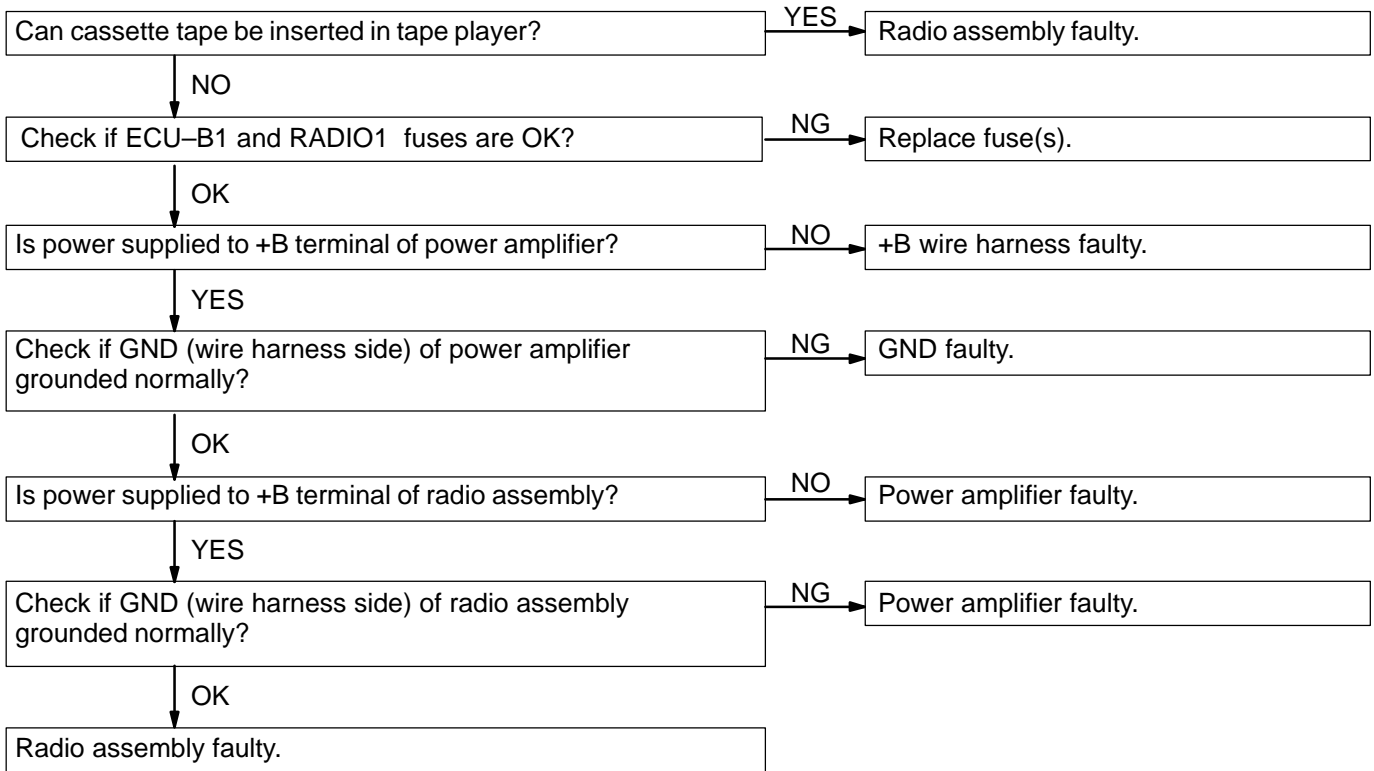 Can cassette tape be inserted in tape player?
YES
Radio assembly faulty.
NO
Check if ECU–B1 and RADIO1 fuses are OK?
NG
Replace fuse(s).
OK
Is power supplied to +B terminal of power amplifier?
NO
+B wire harness faulty.
YES
Check if GND (wire harness side) of power amplifier
grounded normally?
NG
GND faulty.
OK
Is power supplied to +B terminal of radio assembly?
NO
Power amplifier faulty.
YES
Check if GND (wire harness side) of radio assembly
grounded normally?
NG
Power amplifier faulty.
OK
Radio assembly faulty.